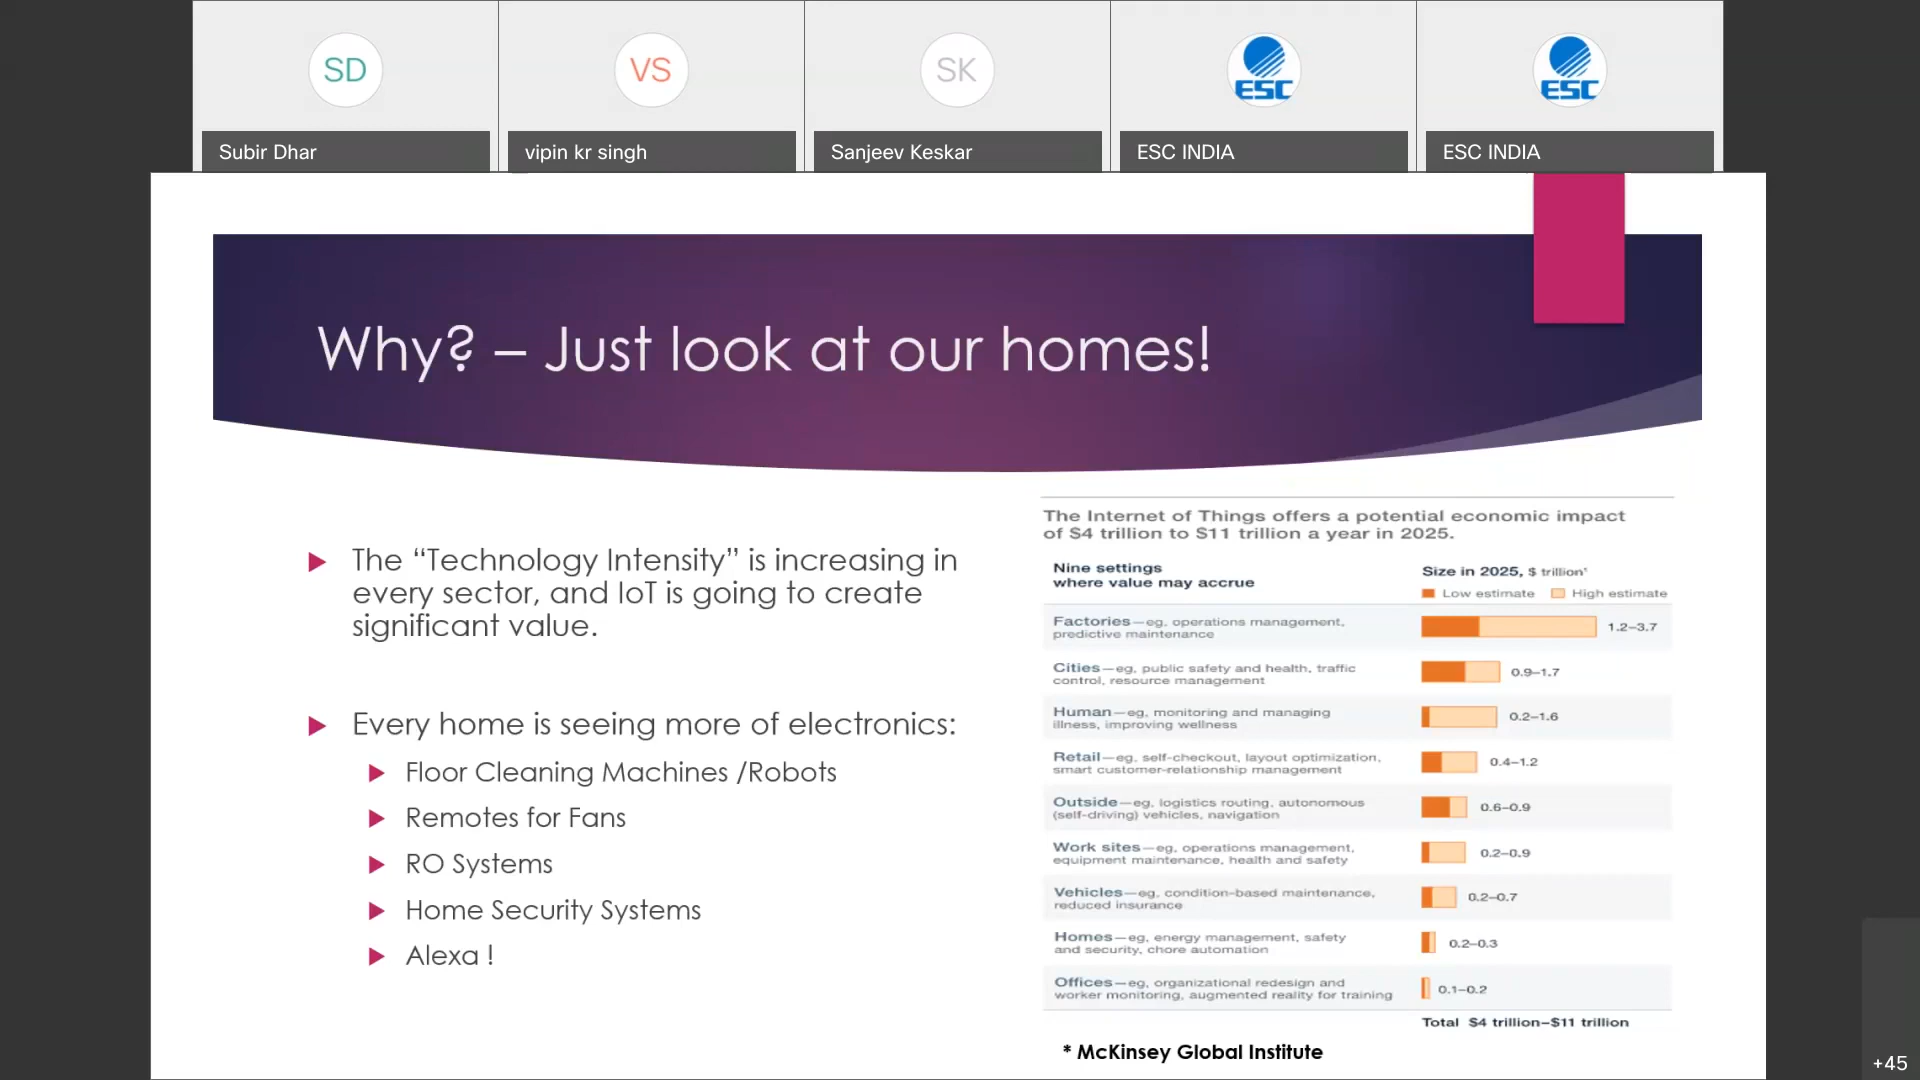 SD
VS
SK
ESC
ESC
Subir Dhar
vipin kr singh
Sanjeev Keskar
ESC INDIA
ESC INDIA
Why? – Just look at our homes!
The “Technology Intensity” is increasing in
every sector, and IoT is going to create
significant value.
Every home is seeing more of electronics:
Floor Cleaning Machines /Robots
Remotes for Fans
RO Systems
Home Security Systems
Alexa !
The Internet of Things offers a potential economic impact
of $4 trillion to $11 trillion a year in 2025.
Nine settings
where value may accrue
Size in 2025, $ trillion¹
Low estimate High estimate
Factories—eg, operations management,
predictive maintenance
1.2–3.7
Cities—eg, public safety and health, traffic
control, resource management
0.9–1.7
Human—eg, monitoring and managing
illness, improving wellness
0.2–1.6
Retail—eg, self-checkout, layout optimization,
smart customer-relationship management
0.4–1.2
Outside—eg, logistics routing, autonomous
(self-driving) vehicles, navigation
0.6–0.9
Work sites—eg, operations management,
equipment maintenance, health and safety
0.2–0.9
Vehicles—eg, condition-based maintenance,
reduced insurance
0.2–0.7
Homes—eg, energy management, safety
and security, chore automation
0.2–0.3
Offices—eg, organizational redesign and
worker monitoring, augmented reality for training
0.1–0.2
Total $4 trillion–$11 trillion
* McKinsey Global Institute
+45